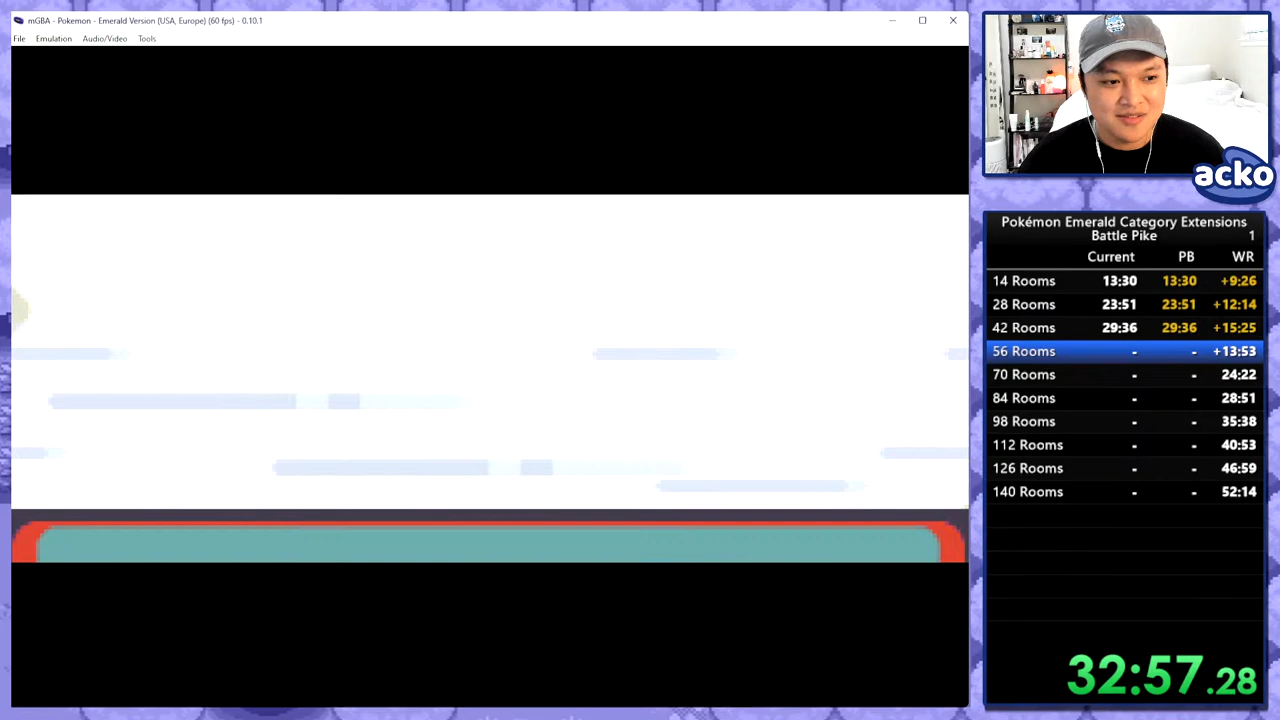 mGBA - Pokemon - Emerald Version (USA, Europe) (60 fps) - 0.10.1
File Emulation Audio/Video Tools
acko
Pokémon Emerald Category Extensions
Battle Pike 1
Current PB WR
14 Rooms 13:30 13:30 +9:26
28 Rooms 23:51 23:51 +12:14
42 Rooms 29:36 29:36 +15:25
56 Rooms - - +13:53
70 Rooms - - 24:22
84 Rooms - - 28:51
98 Rooms - - 35:38
112 Rooms - - 40:53
126 Rooms - - 46:59
140 Rooms - - 52:14
32:57.28